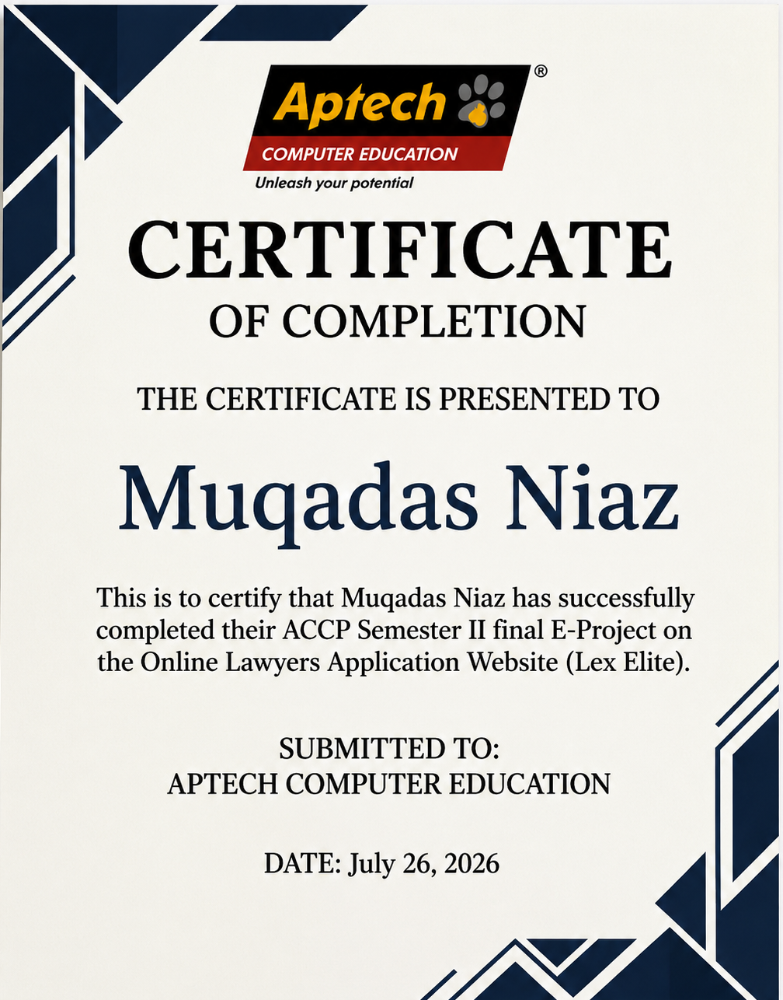 Aptech
®
COMPUTER EDUCATION
Unleash your potential
CERTIFICATE
OF COMPLETION
THE CERTIFICATE IS PRESENTED TO
Muqadas Niaz
This is to certify that Muqadas Niaz has successfully
completed their ACCP Semester II final E-Project on
the Online Lawyers Application Website (Lex Elite).
SUBMITTED TO:
APTECH COMPUTER EDUCATION
DATE: July 26, 2026